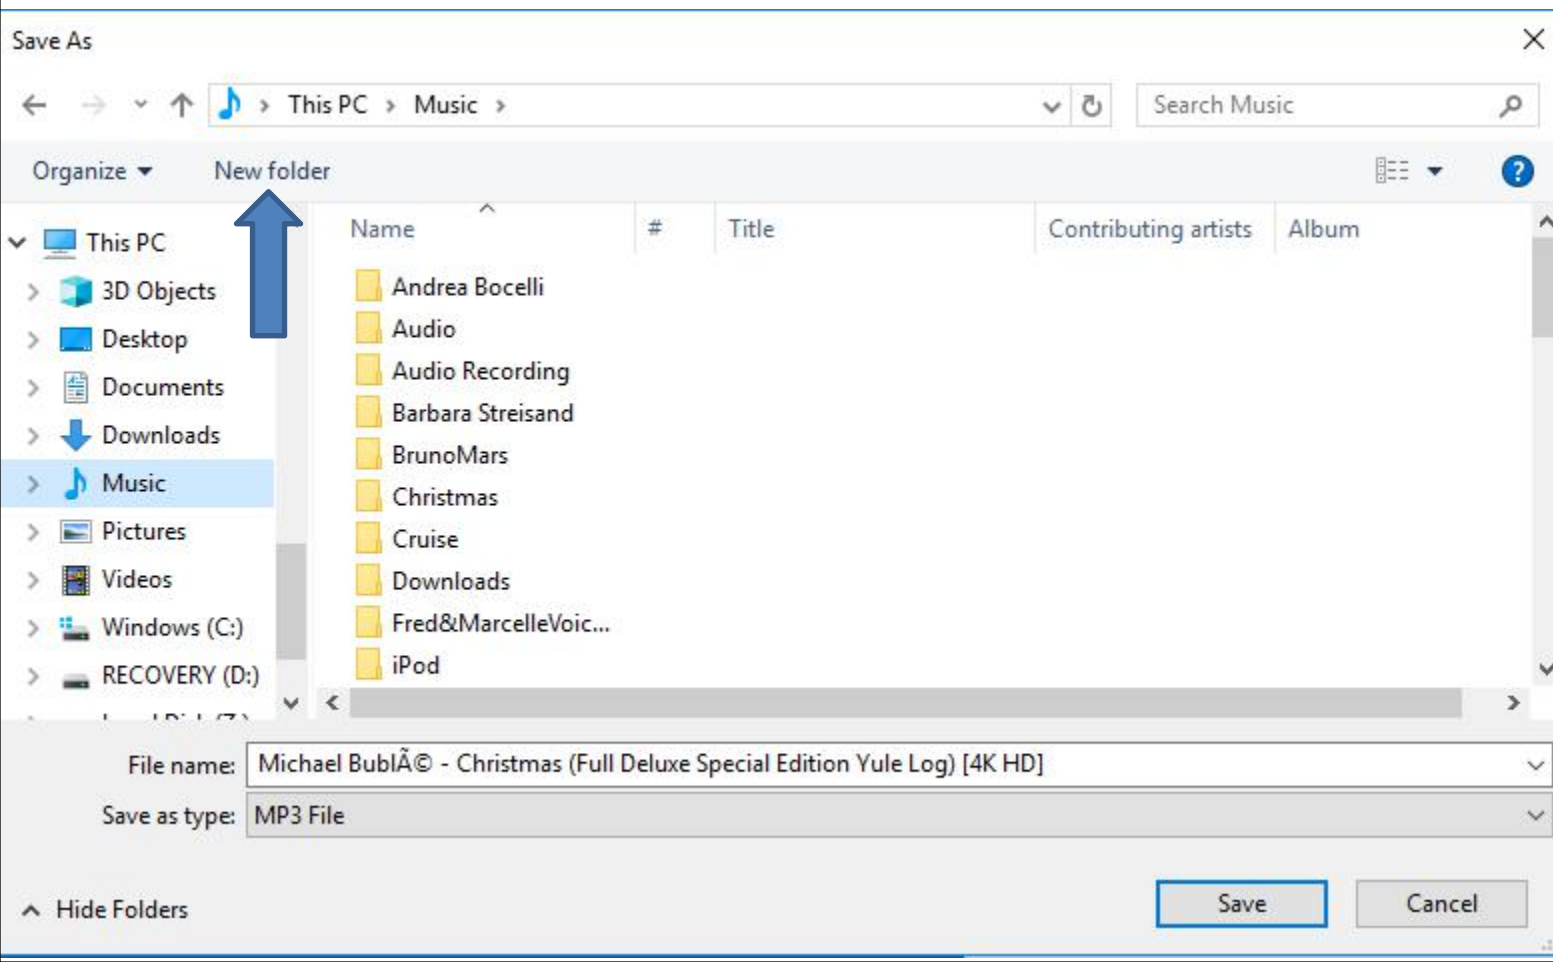 Save As
This PC > Music >
Search Music
Organize
New folder
?
Name
#
Title
Contributing artists
Album
This PC
3D Objects
Desktop
Documents
Downloads
Music
Pictures
Videos
Windows (C:)
RECOVERY (D:)
Andrea Bocelli
Audio
Audio Recording
Barbara Streisand
BrunoMars
Christmas
Cruise
Downloads
Fred&MarcelleVoic...
iPod
File name: Michael BublÃ© - Christmas (Full Deluxe Special Edition Yule Log) [4K HD]
Save as type: MP3 File
Hide Folders
Save
Cancel